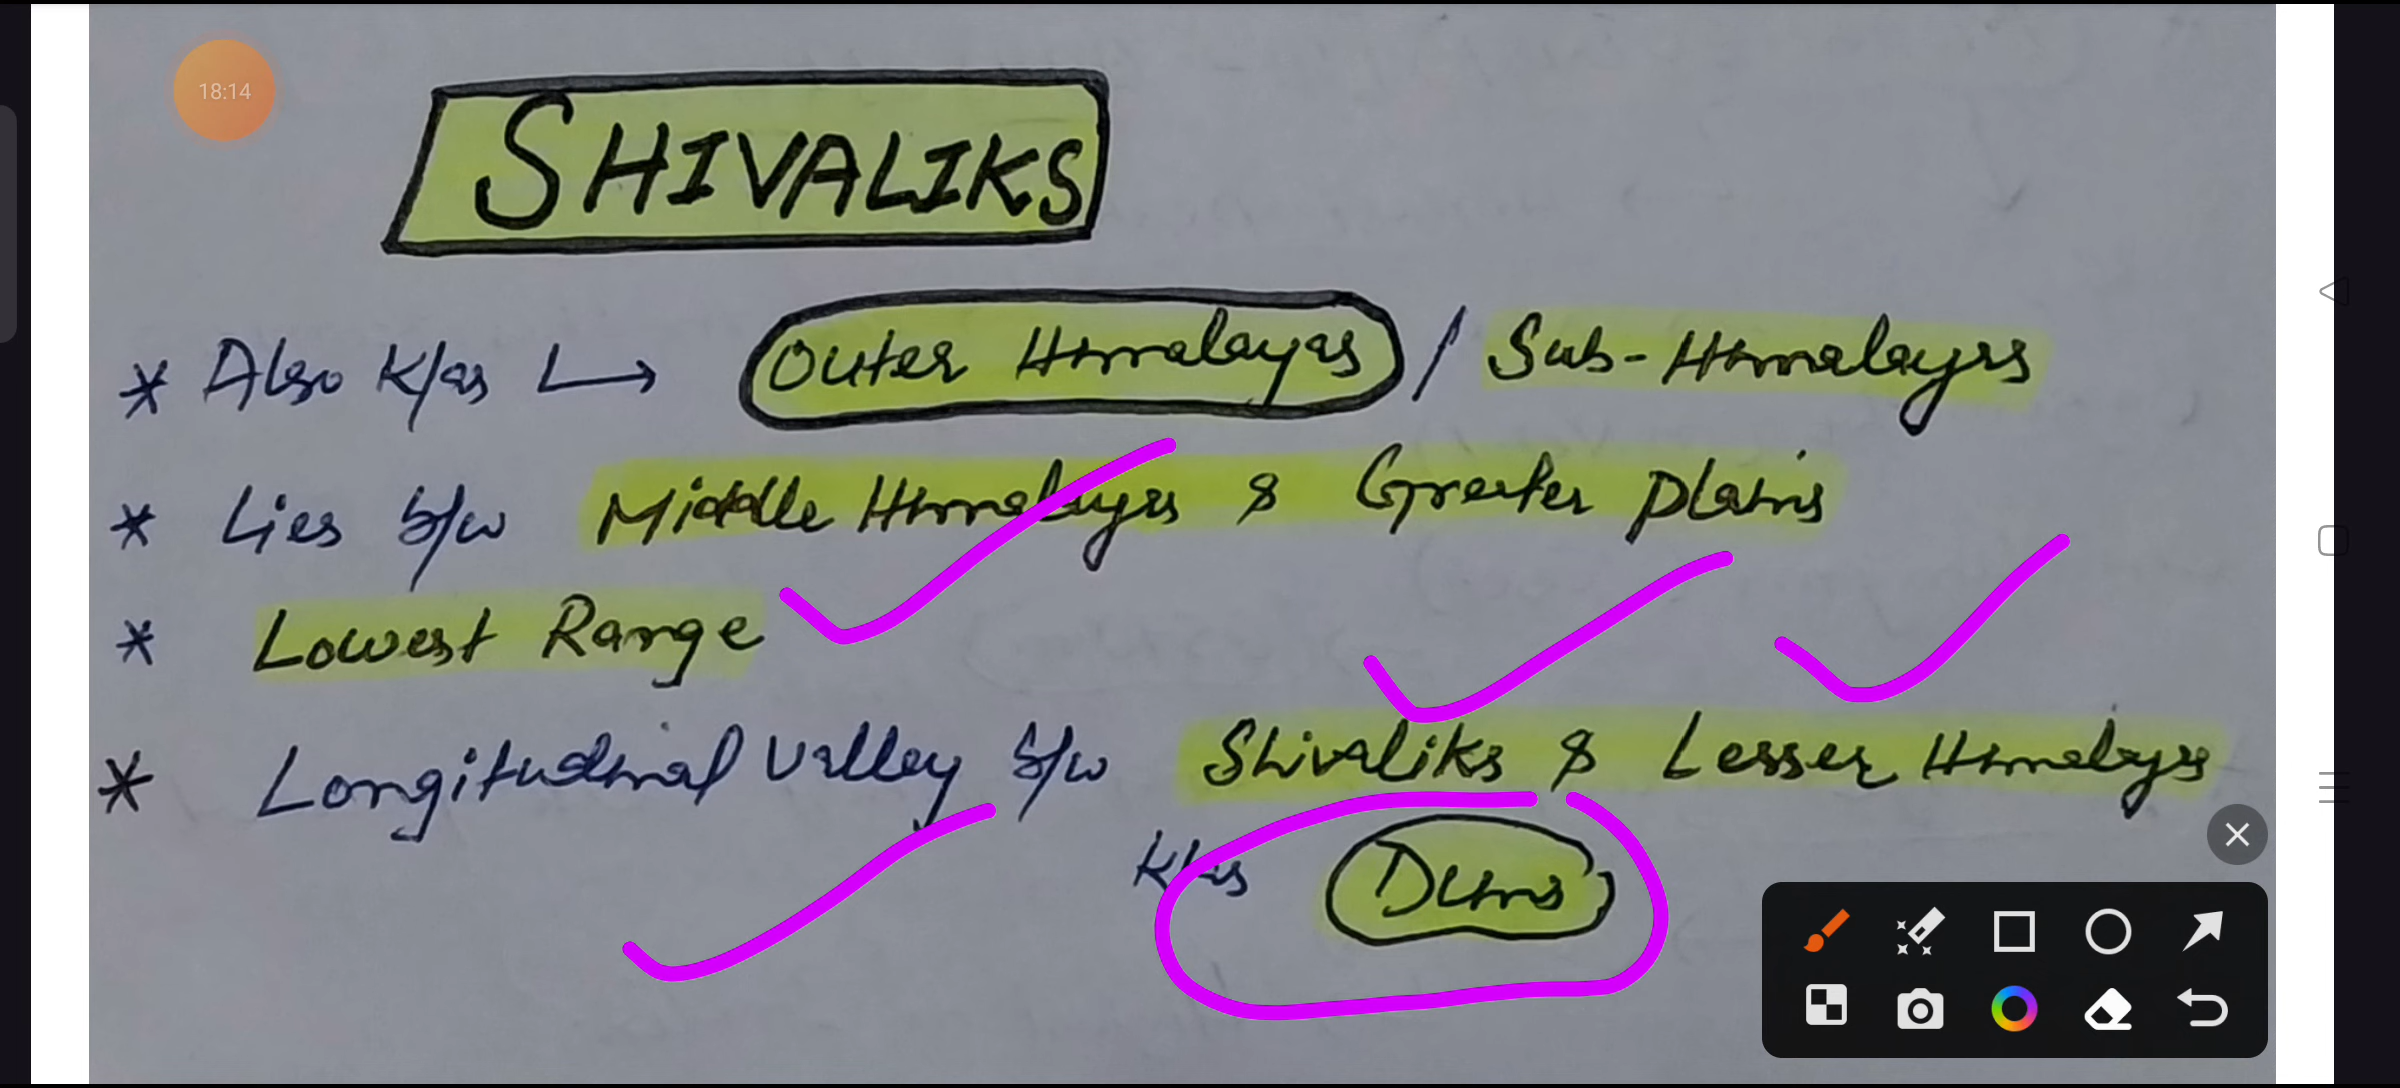 18:14
SHIVALIKS
* Also K/as ↳ Outer Himalayas / Sub-Himalayas
* Lies b/w Middle Himalayas & Greater plains
* Lowest Range
* Longitudinal Valley b/w Shivaliks & Lesser Himalayas
K/as Duns